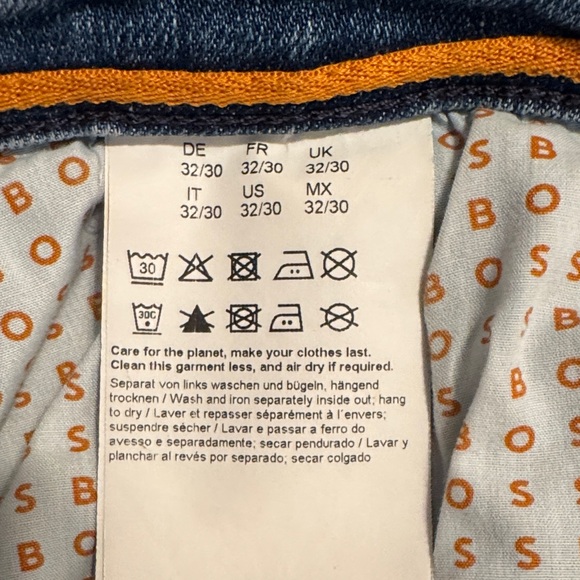 DE FR UK
32/30 32/30 32/30
IT US MX
32/30 32/30 32/30
30
30C
Care for the planet, make your clothes last.
Clean this garment less, and air dry if required.
Separat von links waschen und bügeln, hängend
trocknen / Wash and iron separately inside out; hang
to dry / Laver et repasser séparément à l'envers;
suspendre sécher / Lavar e passar a ferro do
avesso e separadamente; secar pendurado / Lavar y
planchar al revés por separado; secar colgado
BOSS